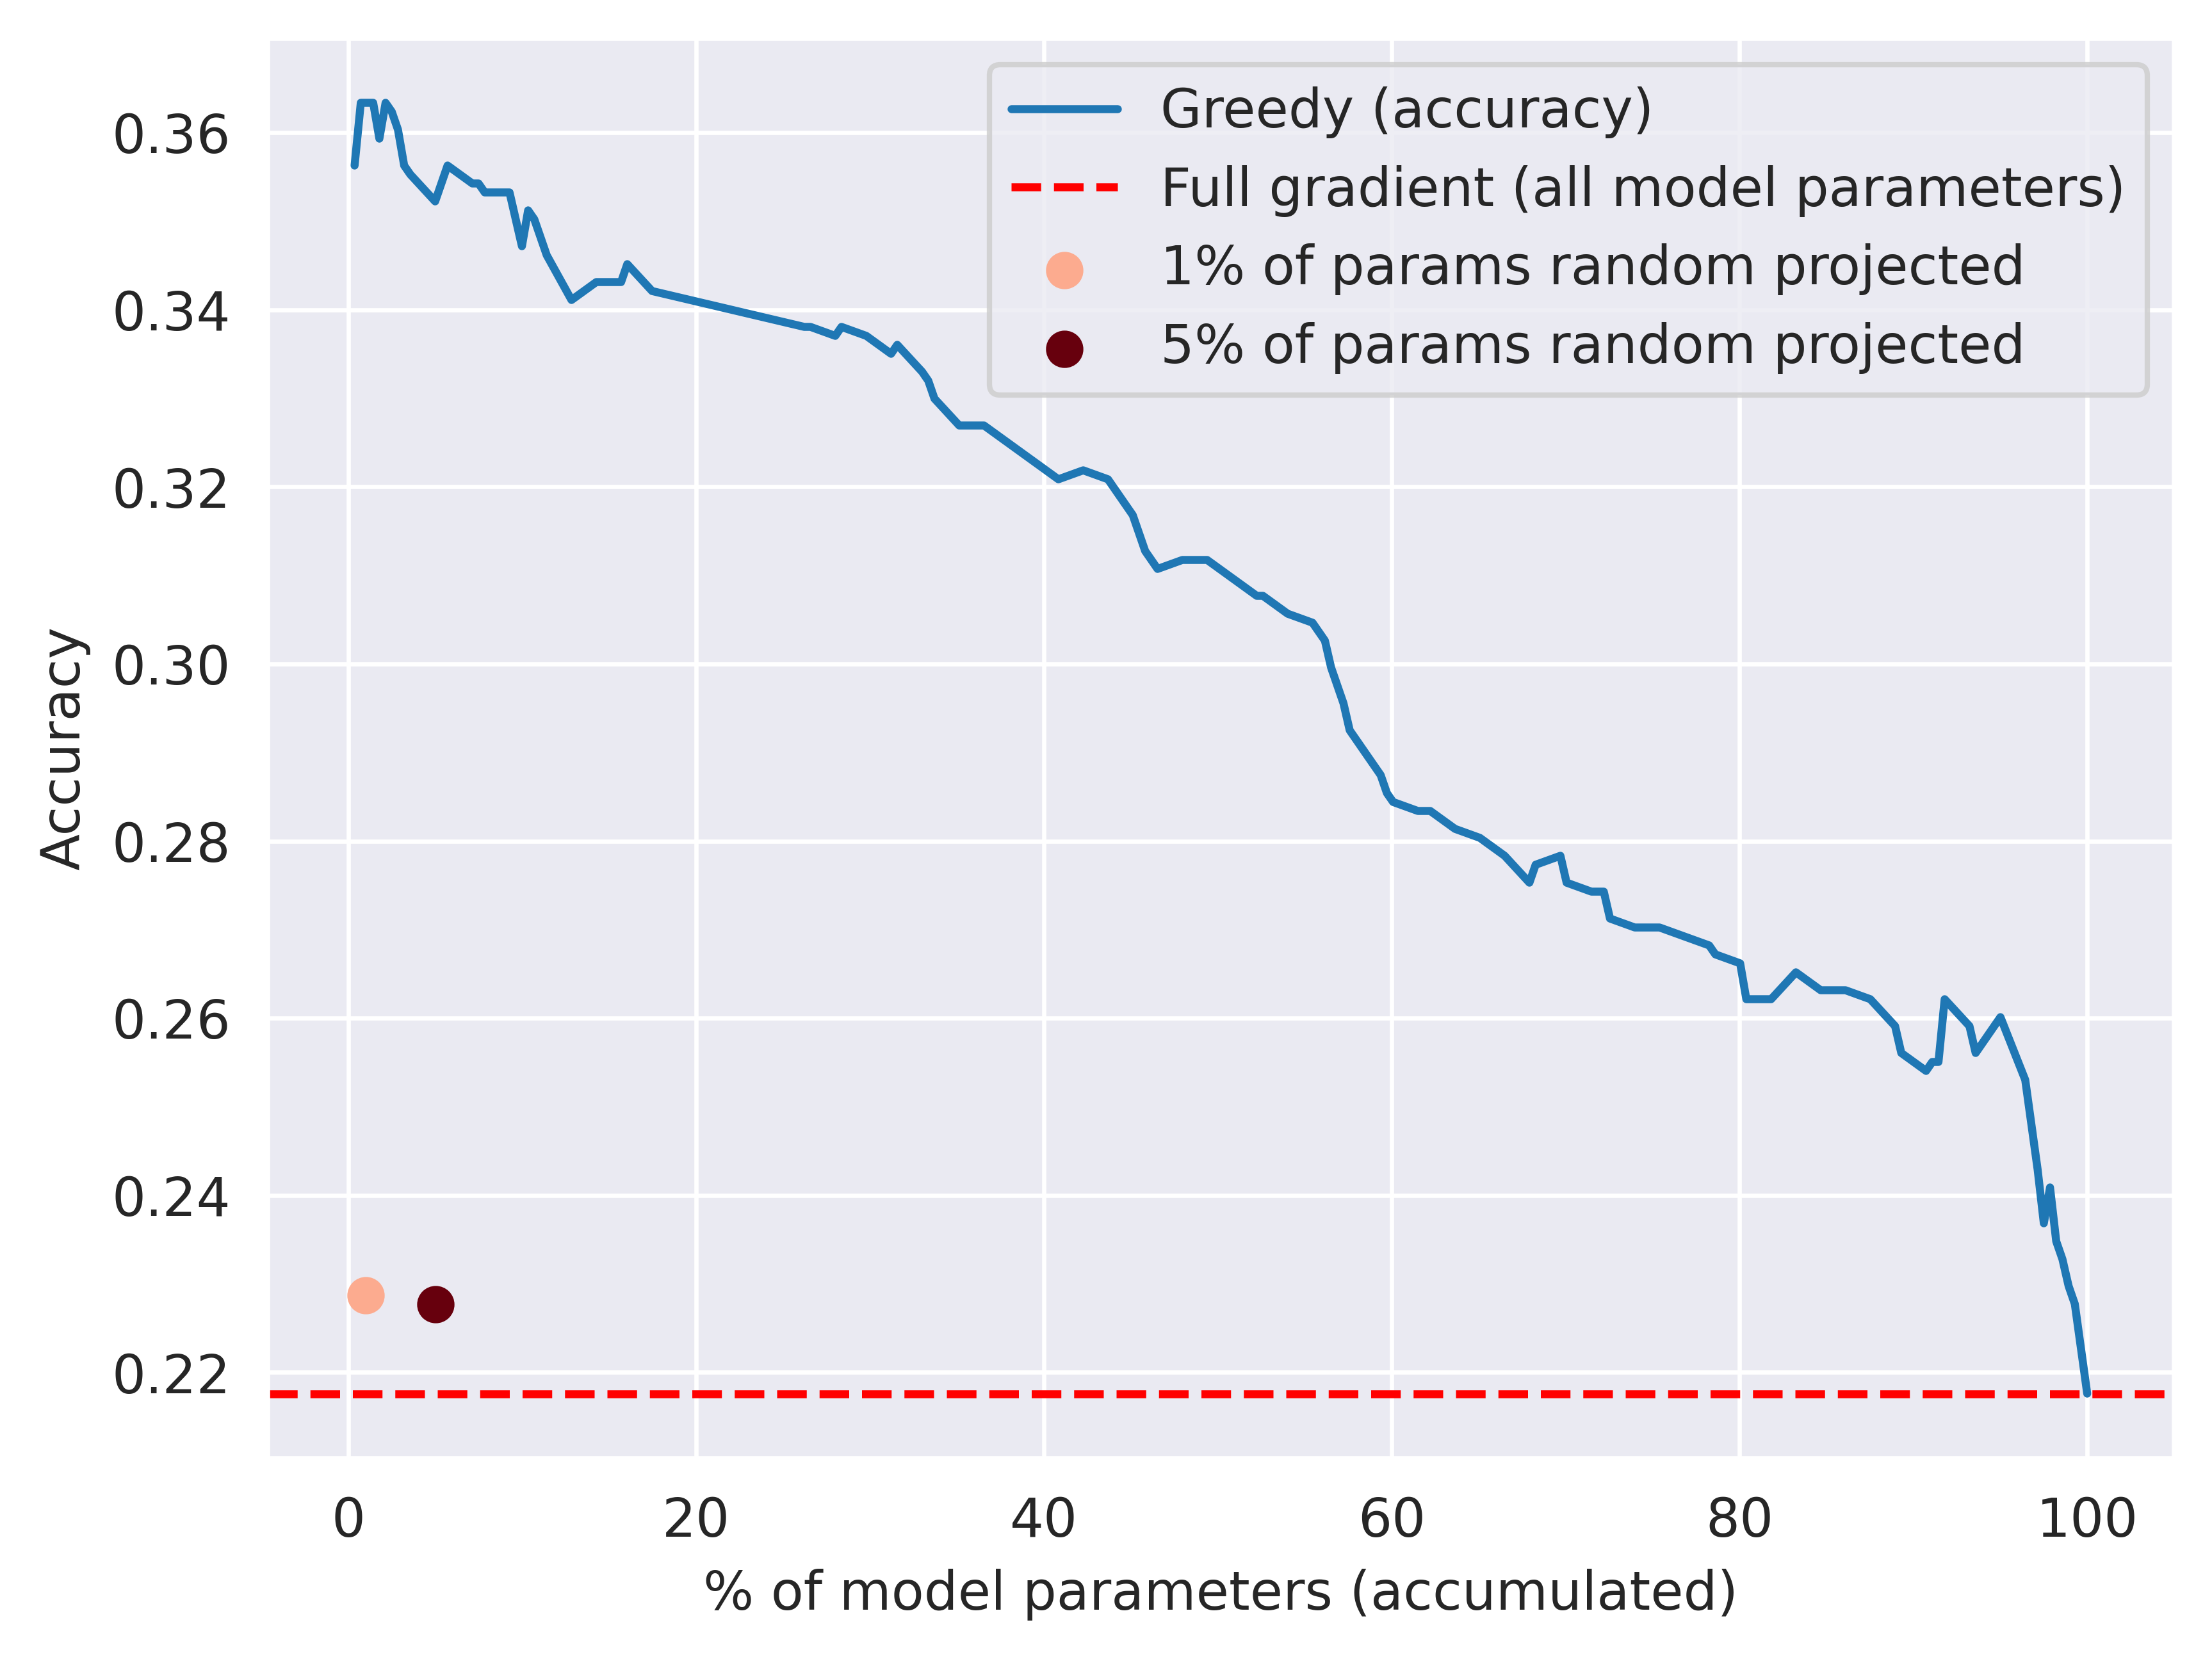 Greedy (accuracy)
Full gradient (all model parameters)
1% of params random projected
5% of params random projected
0.36
0.34
0.32
0.30
0.28
0.26
0.24
0.22
Accuracy
0 20 40 60 80 100
% of model parameters (accumulated)